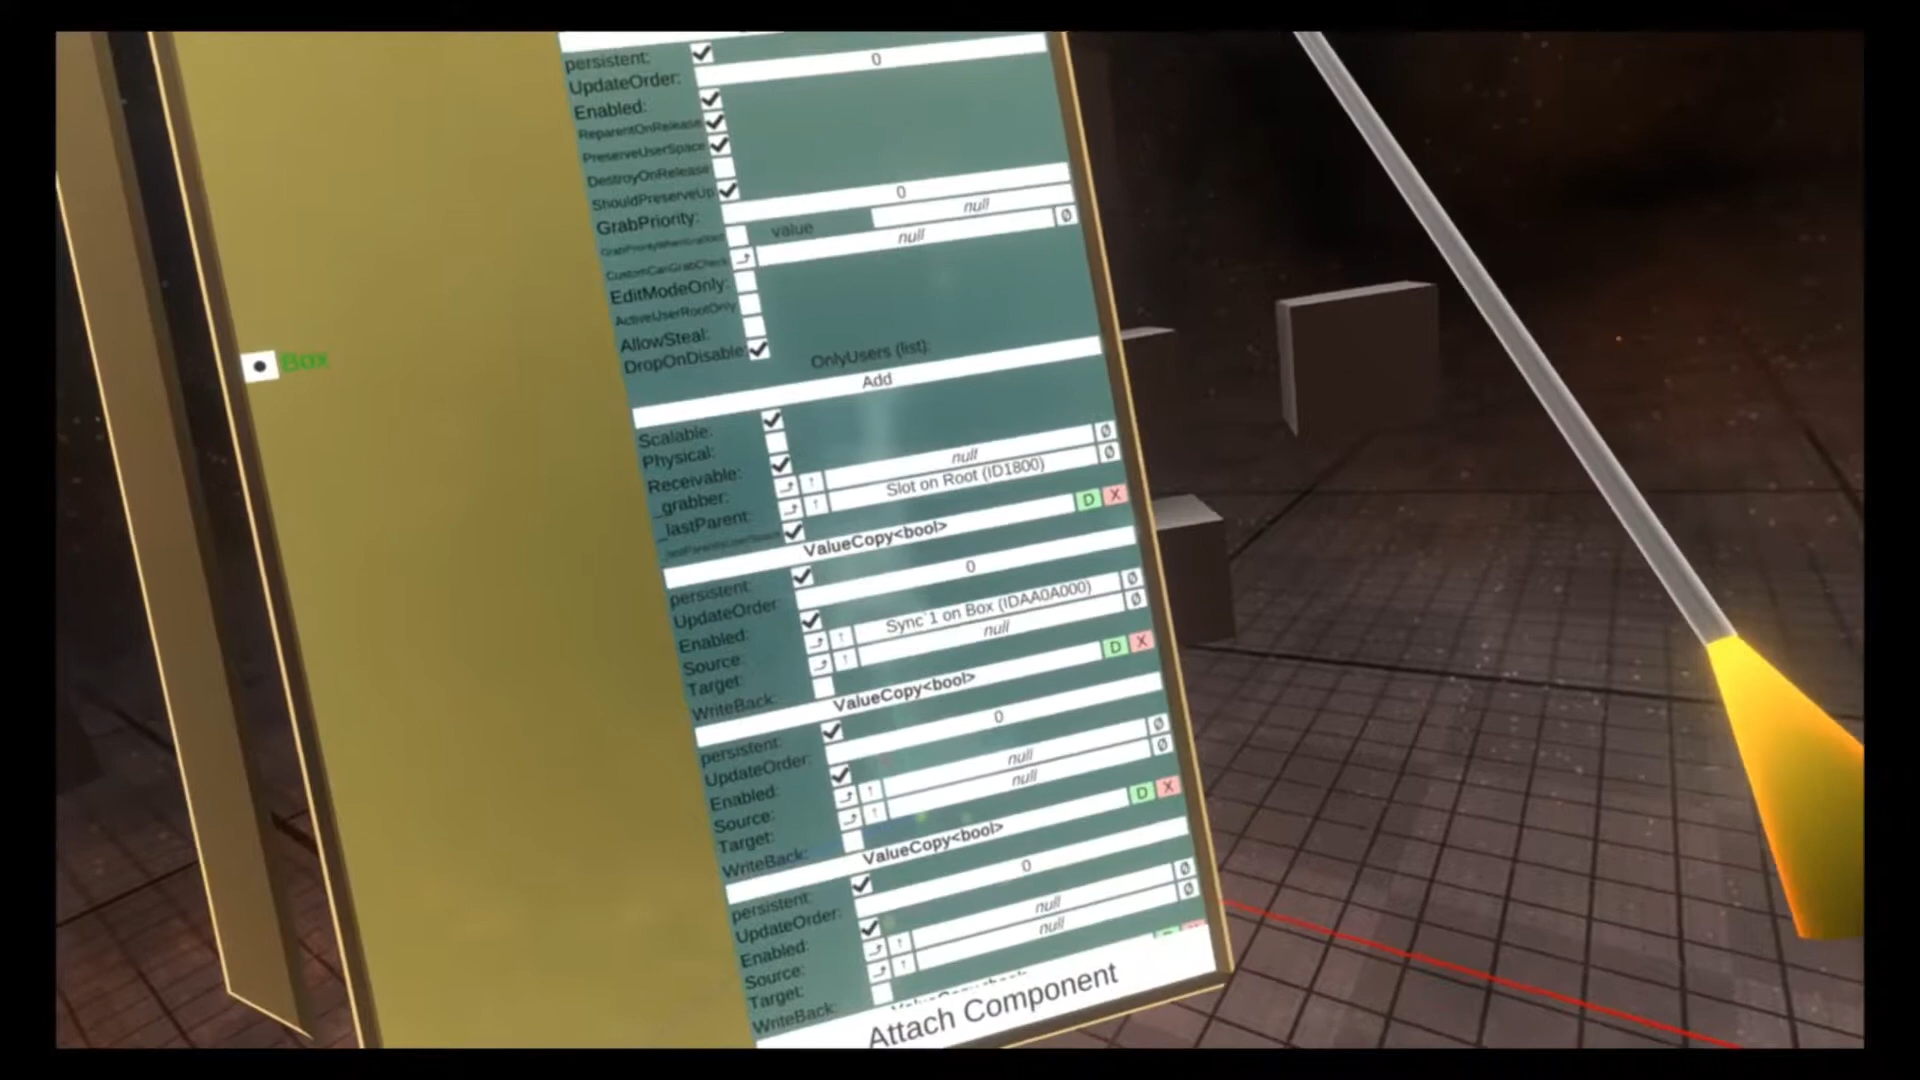 persistent:
UpdateOrder: 0
Enabled:
ReparentOnRelease
PreserveUserSpace
DestroyOnRelease
ShouldPreserveUp
GrabPriority: 0
value null
CustomCanGrabCheck null Ø
EditModeOnly:
ActiveUserRootOnly
AllowSteal:
DropOnDisable
OnlyUsers (list):
Add
Box
Scalable:
Physical:
Receivable:
_grabber: null Ø
_lastParent: Slot on Root (ID1800) Ø
ValueCopy<bool> D X
persistent:
UpdateOrder: 0
Enabled:
Source: Sync`1 on Box (IDAA0A000) Ø
Target: null Ø
WriteBack:
ValueCopy<bool> D X
persistent:
UpdateOrder: 0
Enabled:
Source: null Ø
Target: null Ø
WriteBack:
ValueCopy<bool> D X
persistent:
UpdateOrder: 0
Enabled:
Source: null Ø
Target: null Ø
WriteBack:
Attach Component